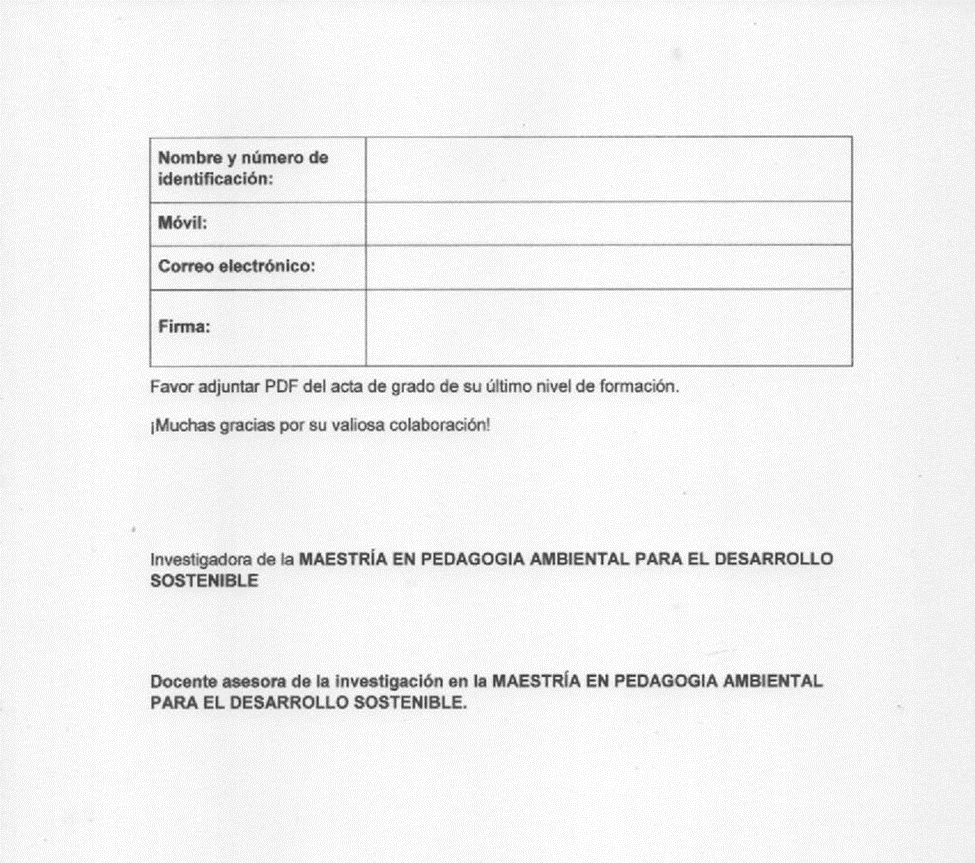 Nombre y número de
identificación:
Móvil:
Correo electrónico:
Firma:
Favor adjuntar PDF del acta de grado de su último nivel de formación.
¡Muchas gracias por su valiosa colaboración!
Investigadora de la MAESTRÍA EN PEDAGOGIA AMBIENTAL PARA EL DESARROLLO
SOSTENIBLE
Docente asesora de la investigación en la MAESTRÍA EN PEDAGOGIA AMBIENTAL
PARA EL DESARROLLO SOSTENIBLE.